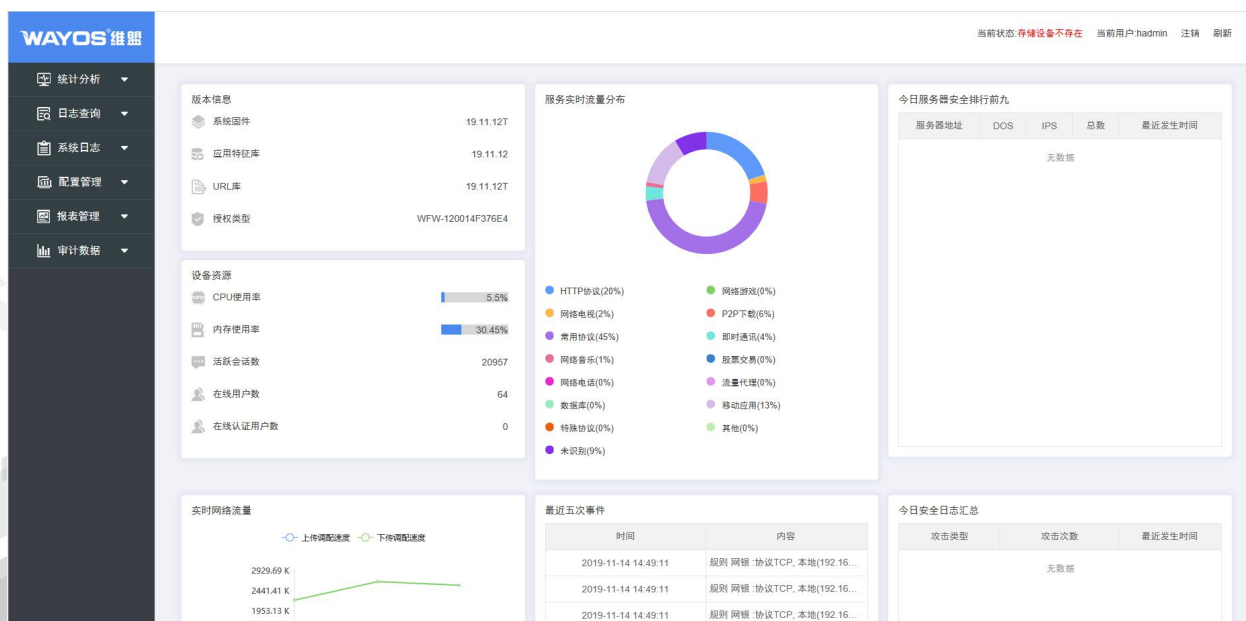 WAYOS®维盟
当前状态:存储设备不存在 当前用户:hadmin 注销 刷新
统计分析
日志查询
系统日志
配置管理
报表管理
审计数据
版本信息
系统固件 19.11.12T
应用特征库 19.11.12
URL库 19.11.12T
授权类型 WFW-120014F376E4
设备资源
CPU使用率 5.5%
内存使用率 30.45%
活跃会话数 20957
在线用户数 64
在线认证用户数 0
服务实时流量分布
HTTP协议(20%) 网络游戏(0%)
网络电视(2%) P2P下载(6%)
常用协议(45%) 即时通讯(4%)
网络音乐(1%) 股票交易(0%)
网络电话(0%) 流量代理(0%)
数据库(0%) 移动应用(13%)
特殊协议(0%) 其他(0%)
未识别(9%)
今日服务器安全排行前九
服务器地址 DOS IPS 总数 最近发生时间
无数据
实时网络流量
上传调配速度 下传调配速度
2929.69 K
2441.41 K
1953.13 K
最近五次事件
时间 内容
2019-11-14 14:49:11 规则 网银 :协议TCP, 本地(192.16...
2019-11-14 14:49:11 规则 网银 :协议TCP, 本地(192.16...
2019-11-14 14:49:11 规则 网银 :协议TCP, 本地(192.16...
今日安全日志汇总
攻击类型 攻击次数 最近发生时间
无数据